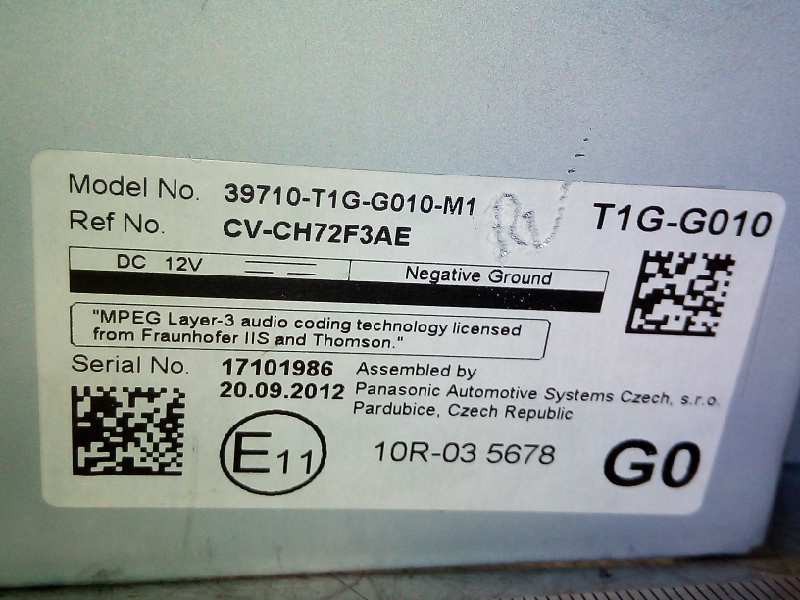 Model No. 39710-T1G-G010-M1
T1G-G010
Ref No. CV-CH72F3AE
DC 12V Negative Ground
"MPEG Layer-3 audio coding technology licensed
from Fraunhofer IIS and Thomson."
Serial No. 17101986 Assembled by
20.09.2012 Panasonic Automotive Systems Czech, s.r.o.
Pardubice, Czech Republic
E11 10R-03 5678 G0